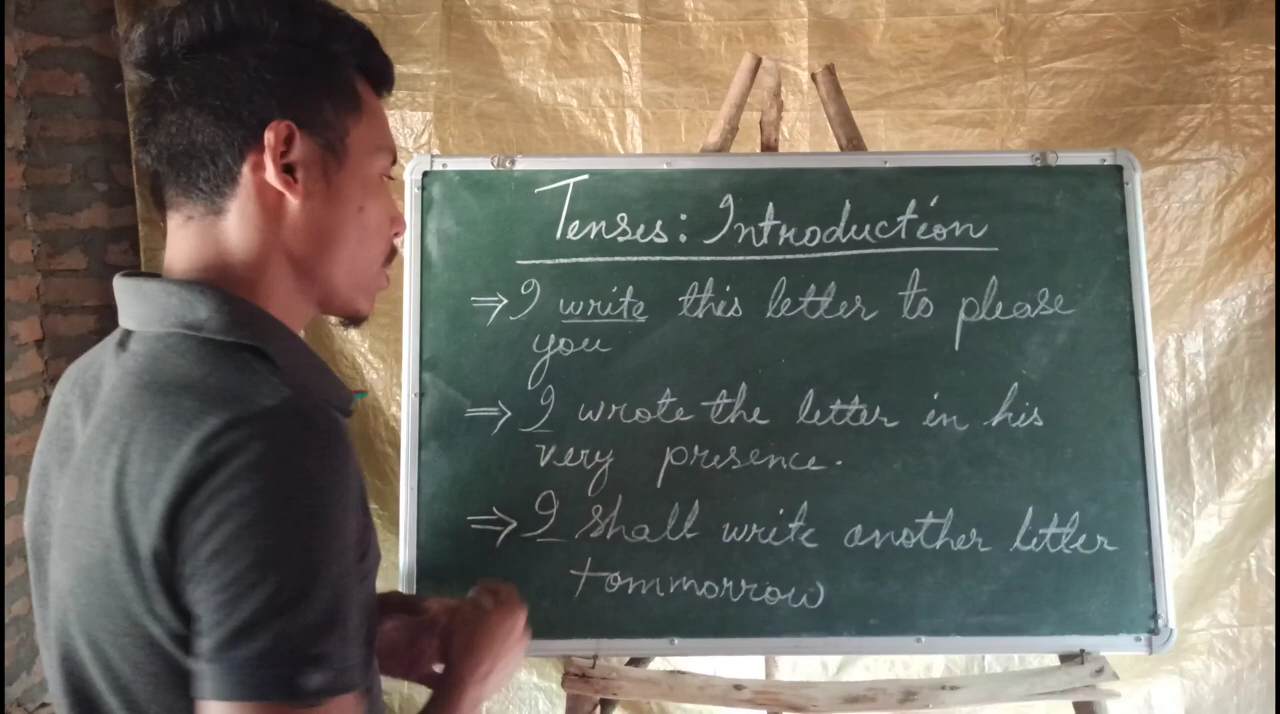 Tenses: Introduction
⇒ I write this letter to please
you
⇒ I wrote the letter in his
very presence.
⇒ I shall write another letter
tommorrow